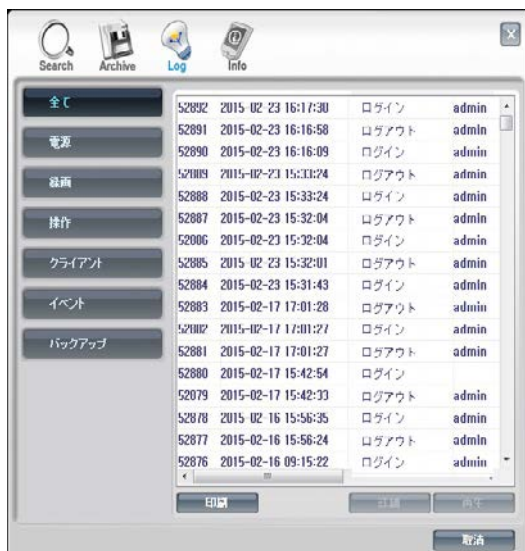 Search Archive Log Info
全て
電源
録画
操作
クライアント
イベント
バックアップ
52892 2015-02-23 16:17:30 ログイン admin
52891 2015-02-23 16:16:58 ログアウト admin
52890 2015-02-23 16:16:09 ログイン admin
52889 2015-02-23 15:33:24 ログアウト admin
52888 2015-02-23 15:33:24 ログイン admin
52887 2015-02-23 15:32:04 ログアウト admin
52886 2015-02-23 15:32:04 ログイン admin
52885 2015-02-23 15:32:01 ログアウト admin
52884 2015-02-23 15:31:43 ログイン admin
52883 2015-02-17 17:01:28 ログアウト admin
52882 2015-02-17 17:01:27 ログイン admin
52881 2015-02-17 17:01:27 ログアウト admin
52880 2015-02-17 15:42:54 ログイン
52879 2015-02-17 15:42:33 ログアウト admin
52878 2015-02-16 15:56:35 ログイン admin
52877 2015-02-16 15:56:24 ログアウト admin
52876 2015-02-16 09:15:22 ログイン admin
印刷 再生
取消